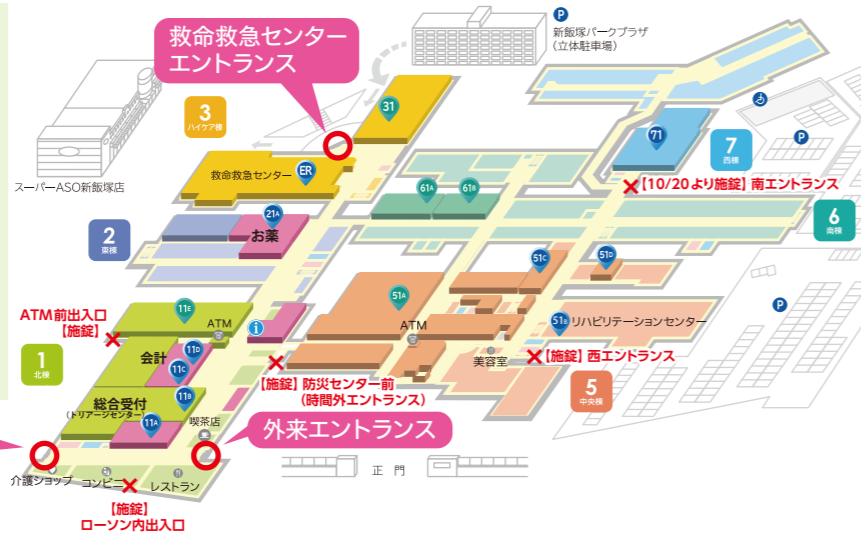 救命救急センター
エントランス
P
新飯塚パークプラザ
(立体駐車場)
スーパーASO新飯塚店
3
ハイケア棟
31
救命救急センター
ER
71
7
西棟
P
【10/20より施錠】南エントランス
61A
61B
21A
お薬
2
東棟
6
南棟
51C
51D
51A
ATM
51B
リハビリテーションセンター
P
美容室
【施錠】西エントランス
5
中央棟
ATM前出入口
【施錠】
11E
ATM
i
1
北棟
会計
11D
11C
【施錠】防災センター前
(時間外エントランス)
総合受付
(トリアージセンター)
11B
11A
喫茶店
外来エントランス
介護ショップ
コンビニ
レストラン
正門
【施錠】
ローソン内出入口